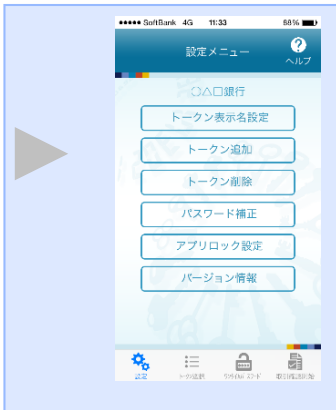 ●●●●● SoftBank 4G 11:33 88%
設定メニュー
ヘルプ
○△□銀行
トークン表示名設定
トークン追加
トークン削除
パスワード補正
アプリロック設定
バージョン情報
設定